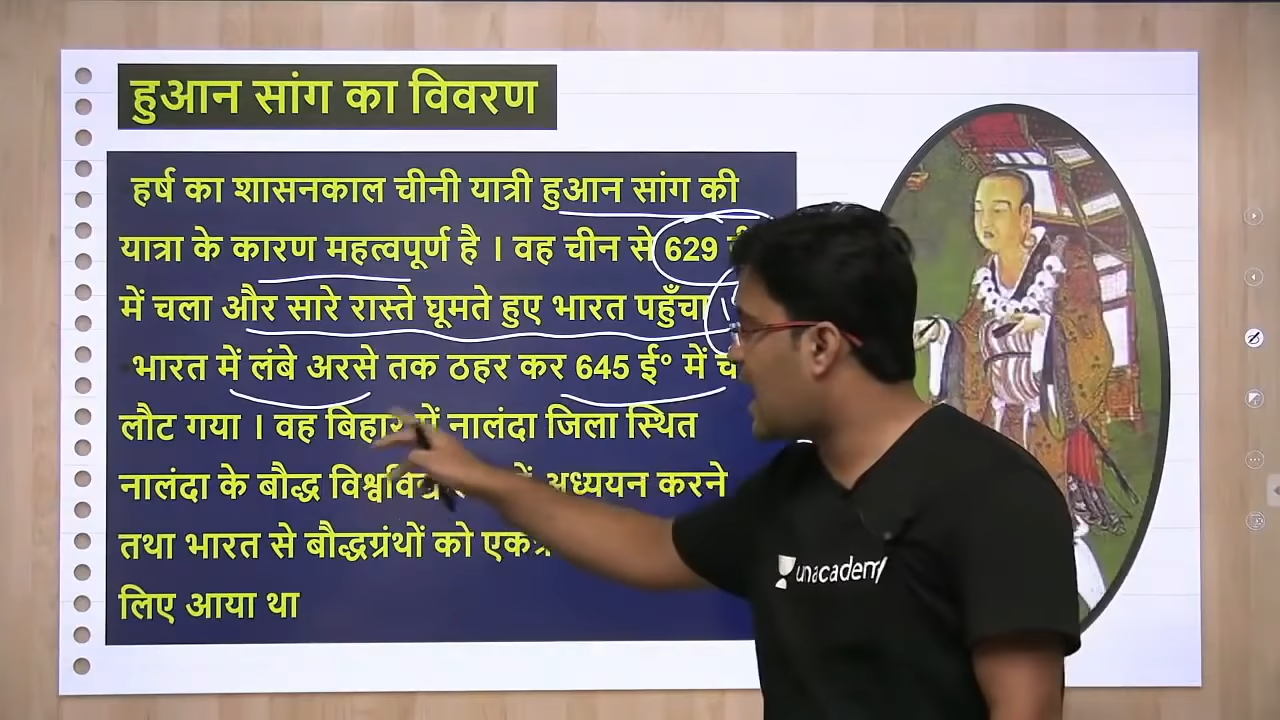 हुआन सांग का विवरण
हर्ष का शासनकाल चीनी यात्री हुआन सांग की
यात्रा के कारण महत्वपूर्ण है । वह चीन से 629
में चला और सारे रास्ते घूमते हुए भारत पहुँचा
भारत में लंबे अरसे तक ठहर कर 645 ई° में
लौट गया । वह बिहार में नालंदा जिला स्थित
नालंदा के बौद्ध अध्ययन करने
तथा भारत से बौद्धग्रंथों को
लिए आया था
unacademy